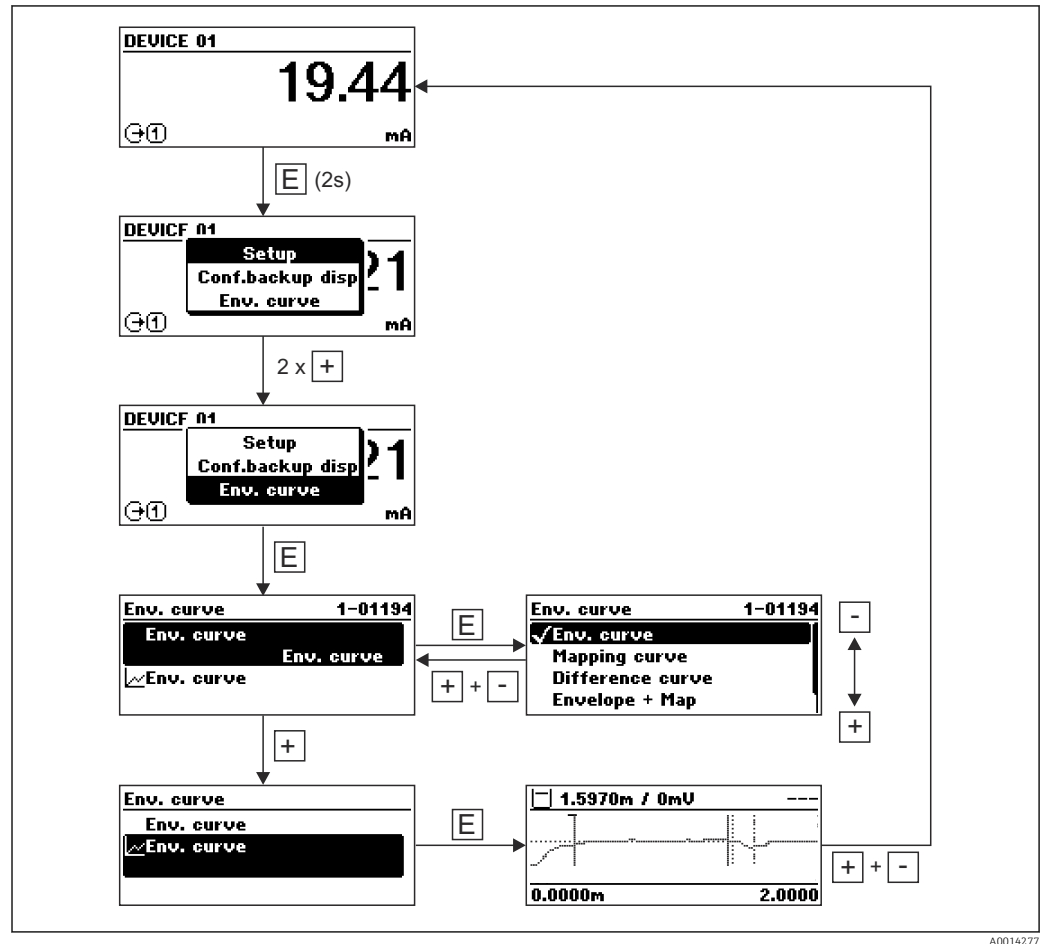 DEVICE 01
19.44
1 mA
E (2s)
DEVICE 01
Setup
21
Conf.backup disp
Env. curve
1 mA
2 x +
DEVICE 01
Setup
21
Conf.backup disp
Env. curve
1 mA
E
Env. curve 1-01194
Env. curve
Env. curve
Env. curve
E
+ + -
Env. curve 1-01194
✓Env. curve
Mapping curve
Difference curve
Envelope + Map
-
+
+
Env. curve
Env. curve
Env. curve
E
1.5970m / 0mV ---
0.0000m 2.0000
+ + -
A0014277